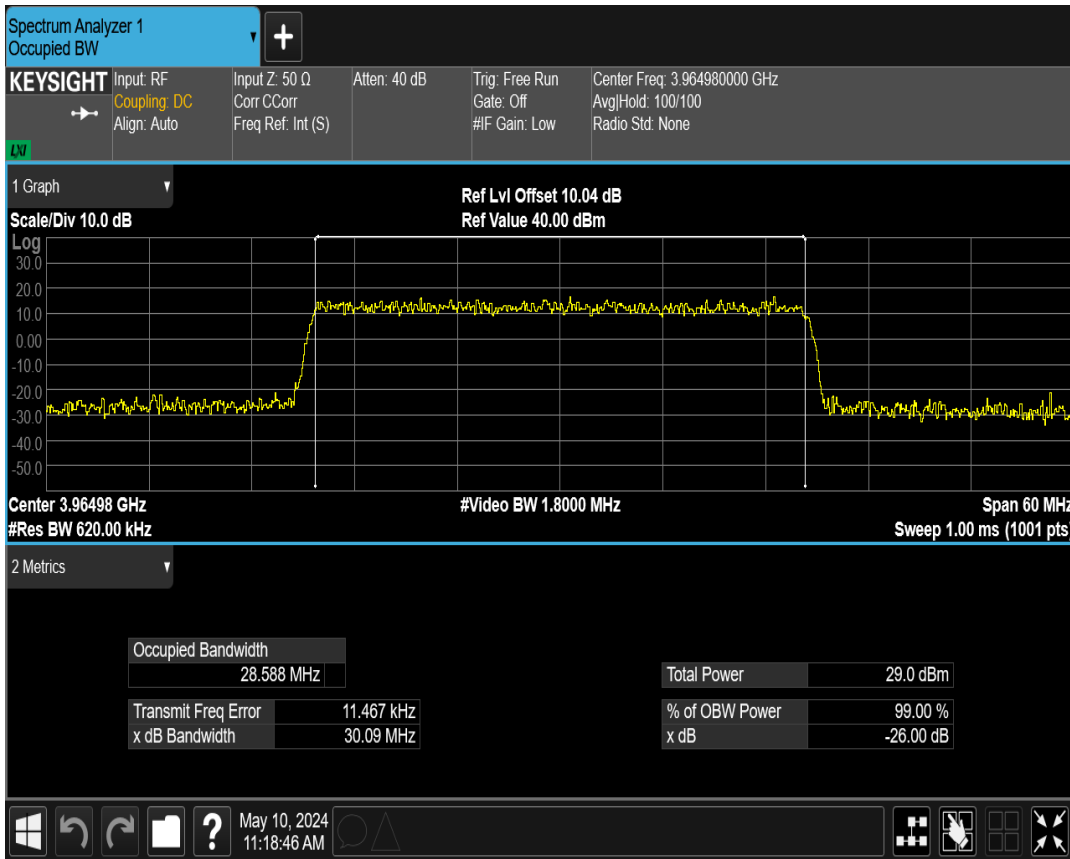 Spectrum Analyzer 1
Occupied BW
+
KEYSIGHT
LXI
Input: RF
Coupling: DC
Align: Auto
Input Z: 50 Ω
Corr CCorr
Freq Ref: Int (S)
Atten: 40 dB
Trig: Free Run
Gate: Off
#IF Gain: Low
Center Freq: 3.964980000 GHz
Avg|Hold: 100/100
Radio Std: None
1 Graph
Scale/Div 10.0 dB
Ref Lvl Offset 10.04 dB
Ref Value 40.00 dBm
Log
30.0
20.0
10.0
0.00
-10.0
-20.0
-30.0
-40.0
-50.0
Center 3.96498 GHz
#Video BW 1.8000 MHz
Span 60 MHz
#Res BW 620.00 kHz
Sweep 1.00 ms (1001 pts)
2 Metrics
Occupied Bandwidth
28.588 MHz
Transmit Freq Error 11.467 kHz
x dB Bandwidth 30.09 MHz
Total Power 29.0 dBm
% of OBW Power 99.00 %
x dB -26.00 dB
?
May 10, 2024
11:18:46 AM